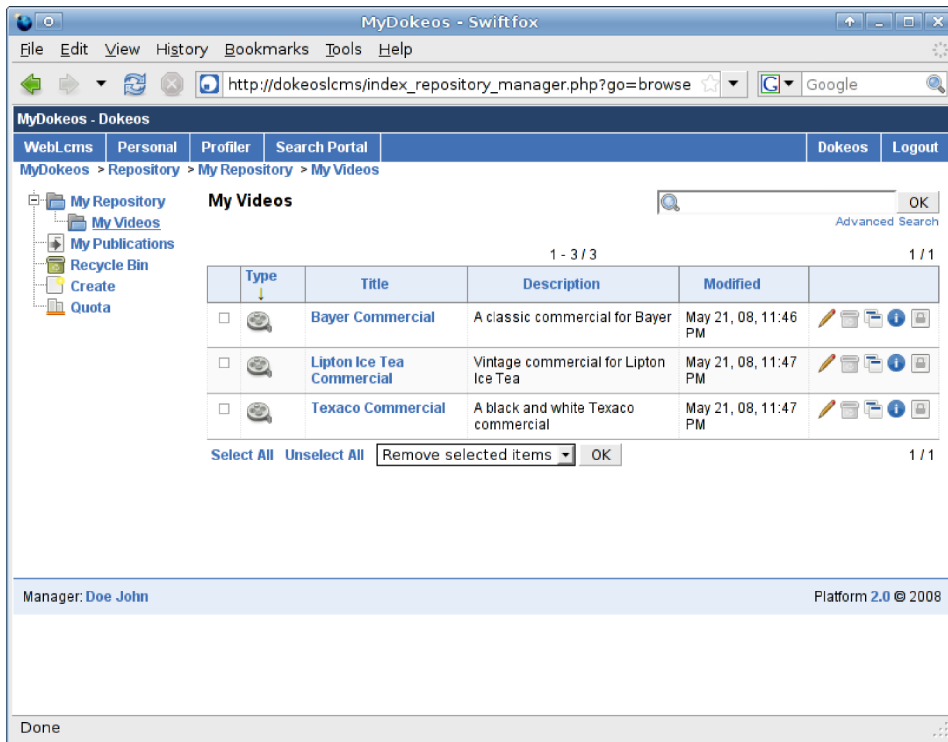 MyDokeos - Swiftfox
File Edit View History Bookmarks Tools Help
http://dokeoslcms/index_repository_manager.php?go=browse G Google
MyDokeos - Dokeos
WebLcms Personal Profiler Search Portal Dokeos Logout
MyDokeos > Repository > My Repository > My Videos
My Repository
My Videos
My Publications
Recycle Bin
Create
Quota
My Videos
OK
Advanced Search
1 - 3 / 3 1 / 1
Type Title Description Modified
Bayer Commercial A classic commercial for Bayer May 21, 08, 11:46
PM
Lipton Ice Tea Vintage commercial for Lipton May 21, 08, 11:47
Commercial Ice Tea PM
Texaco Commercial A black and white Texaco May 21, 08, 11:47
commercial PM
Select All Unselect All Remove selected items OK 1 / 1
Manager: Doe John Platform 2.0 © 2008
Done